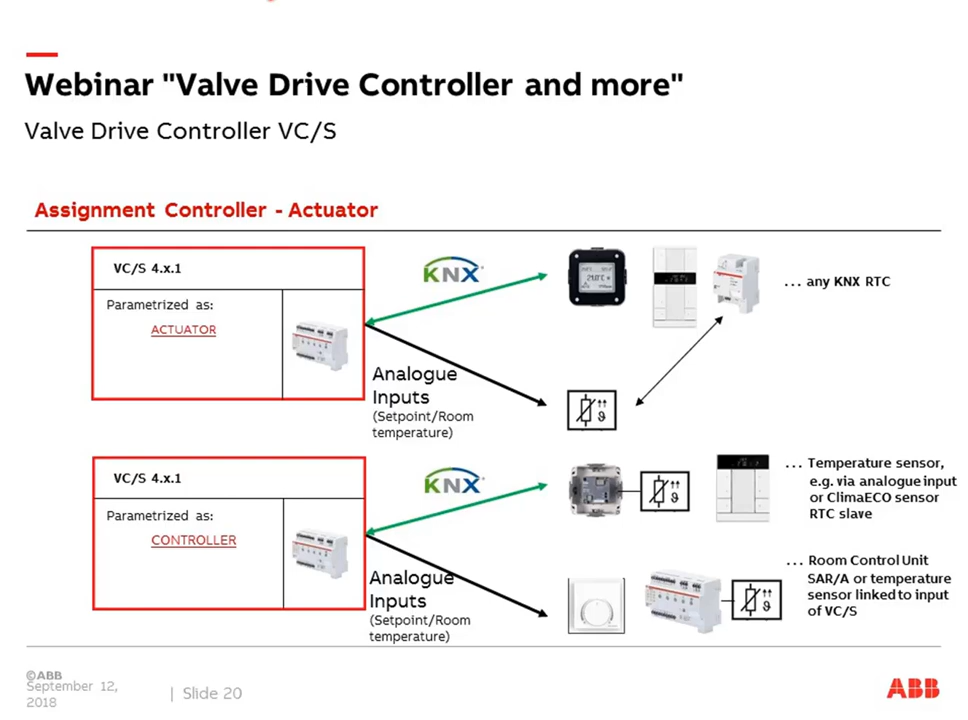 Webinar "Valve Drive Controller and more"
Valve Drive Controller VC/S
Assignment Controller - Actuator
VC/S 4.x.1
Parametrized as:
ACTUATOR
KNX
Analogue
Inputs
(Setpoint/Room
temperature)
... any KNX RTC
VC/S 4.x.1
Parametrized as:
CONTROLLER
KNX
Analogue
Inputs
(Setpoint/Room
temperature)
... Temperature sensor,
e.g. via analogue input
or ClimaECO sensor
RTC slave
... Room Control Unit
SAR/A or temperature
sensor linked to input
of VC/S
©ABB
September 12,
2018
| Slide 20
ABB